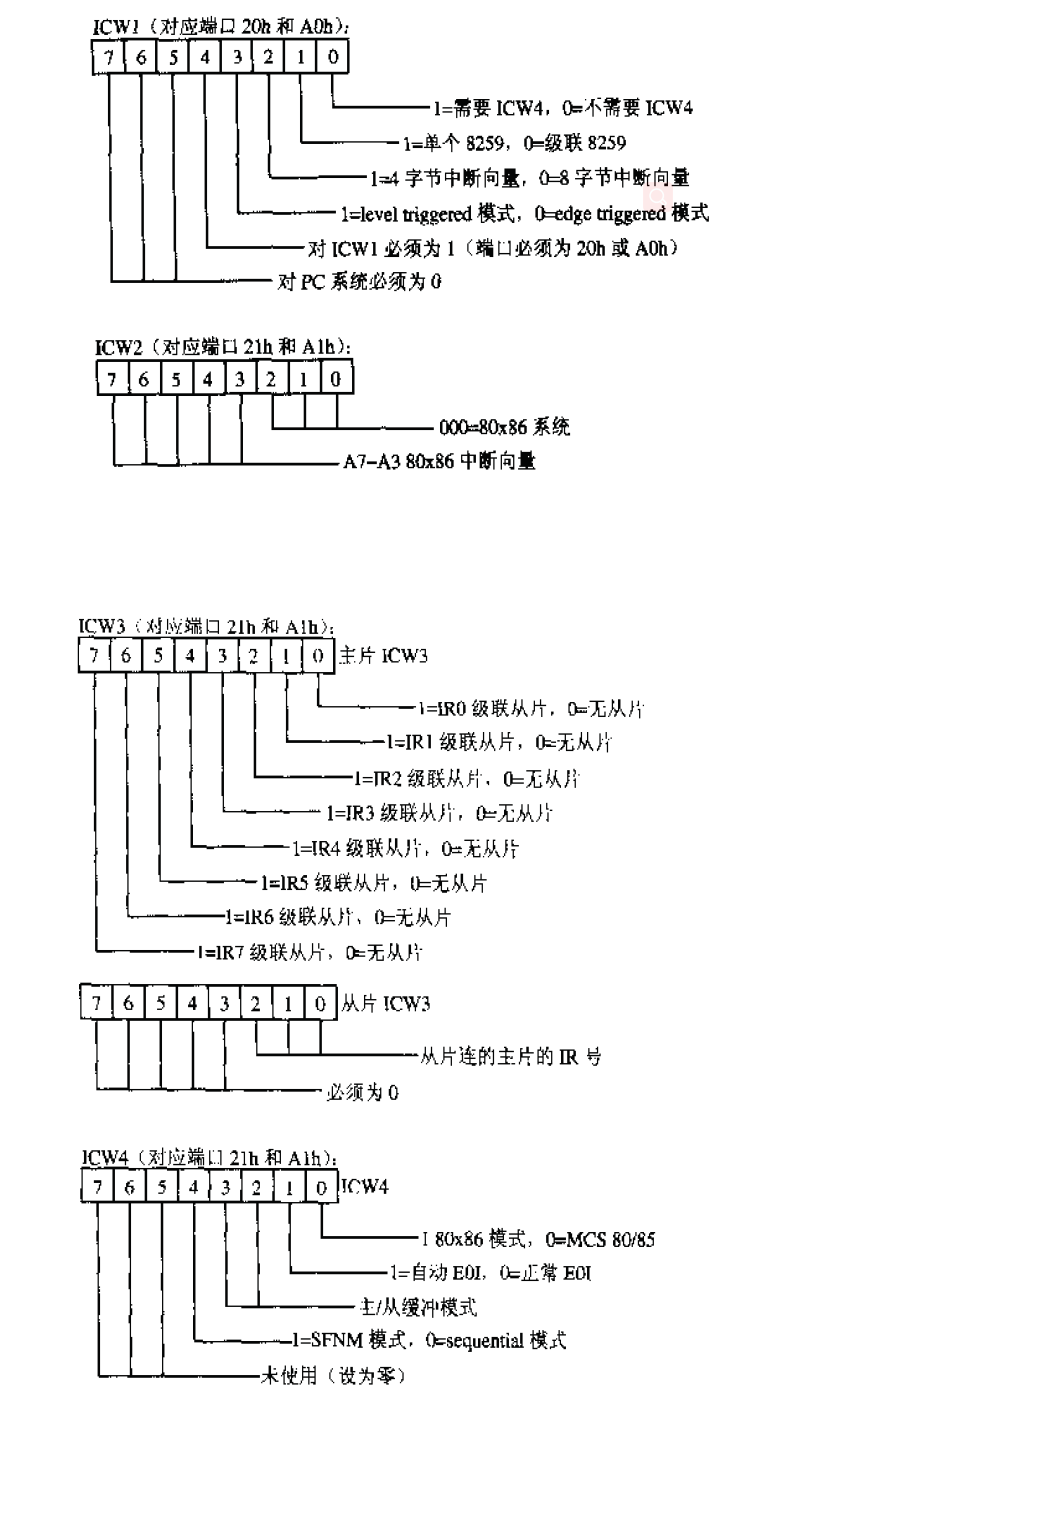 ICW1（对应端口 20h 和 A0h）：
7 6 5 4 3 2 1 0
1=需要 ICW4，0=不需要 ICW4
1=单个 8259，0=级联 8259
1=4 字节中断向量，0=8 字节中断向量
1=level triggered 模式，0=edge triggered 模式
对 ICW1 必须为 1（端口必须为 20h 或 A0h）
对 PC 系统必须为 0
ICW2（对应端口 21h 和 A1h）：
7 6 5 4 3 2 1 0
000=80x86 系统
A7-A3 80x86 中断向量
ICW3（对应端口 21h 和 A1h）：
7 6 5 4 3 2 1 0 主片 ICW3
1=IR0 级联从片，0=无从片
1=IR1 级联从片，0=无从片
1=IR2 级联从片，0=无从片
1=IR3 级联从片，0=无从片
1=IR4 级联从片，0=无从片
1=IR5 级联从片，0=无从片
1=IR6 级联从片、0=无从片
1=IR7 级联从片，0=无从片
7 6 5 4 3 2 1 0 从片 ICW3
从片连的主片的 IR 号
必须为 0
ICW4（对应端口 21h 和 A1h）：
7 6 5 4 3 2 1 0 ICW4
1 80x86 模式，0=MCS 80/85
1=自动 EOI，0=正常 EOI
主/从缓冲模式
1=SFNM 模式，0=sequential 模式
未使用（设为零）